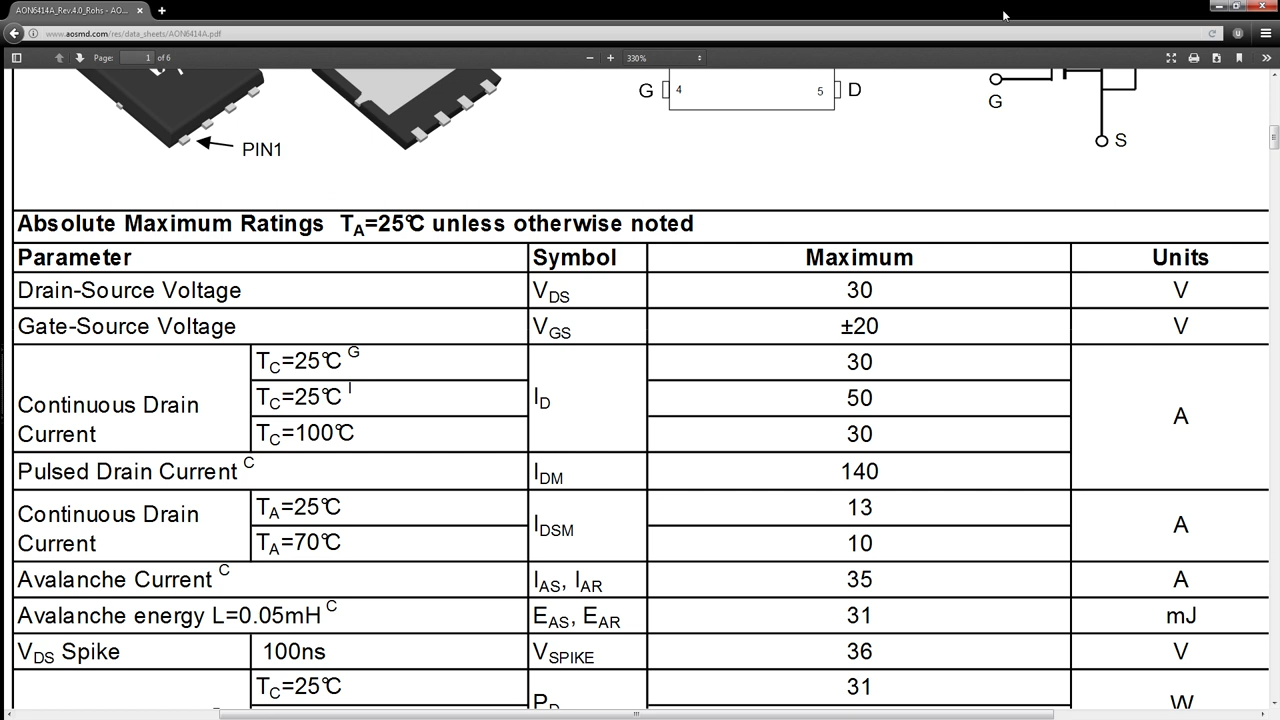 AON6414A_Rev.4.0_Rohs - AO...
www.aosmd.com/res/data_sheets/AON6414A.pdf
Page: 1 of 6
330%
G 4 5 D
G
S
PIN1
Absolute Maximum Ratings TA=25°C unless otherwise noted
Parameter Symbol Maximum Units
Drain-Source Voltage VDS 30 V
Gate-Source Voltage VGS ±20 V
Continuous Drain Current TC=25°C G ID 30 A
TC=25°C I 50
TC=100°C 30
Pulsed Drain Current C IDM 140
Continuous Drain Current TA=25°C IDSM 13 A
TA=70°C 10
Avalanche Current C IAS, IAR 35 A
Avalanche energy L=0.05mH C EAS, EAR 31 mJ
VDS Spike 100ns VSPIKE 36 V
TC=25°C PD 31 W